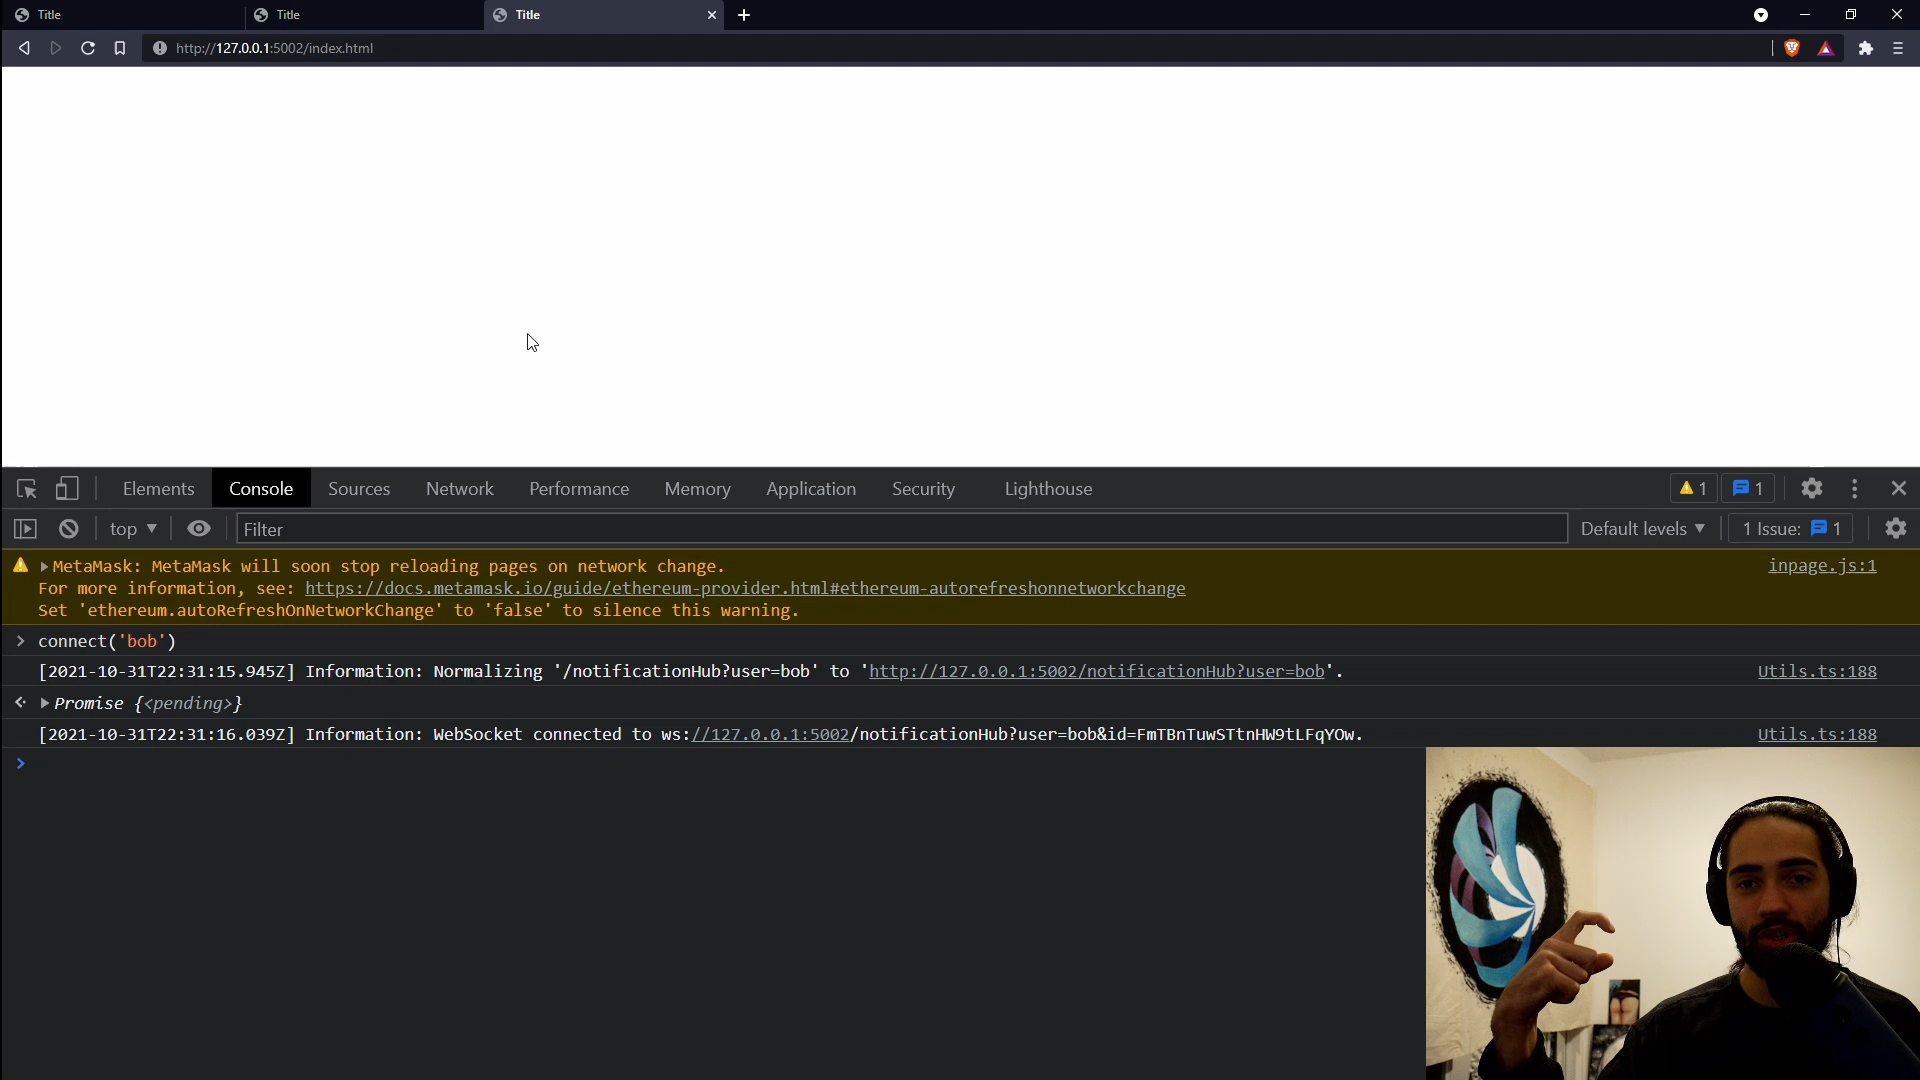 Title
Title
Title
http://127.0.0.1:5002/index.html
Elements
Console
Sources
Network
Performance
Memory
Application
Security
Lighthouse
1
1
top
Filter
Default levels
1 Issue: 1
MetaMask: MetaMask will soon stop reloading pages on network change.
inpage.js:1
For more information, see: https://docs.metamask.io/guide/ethereum-provider.html#ethereum-autorefreshonnetworkchange
Set 'ethereum.autoRefreshOnNetworkChange' to 'false' to silence this warning.
> connect('bob')
[2021-10-31T22:31:15.945Z] Information: Normalizing '/notificationHub?user=bob' to 'http://127.0.0.1:5002/notificationHub?user=bob'.
Utils.ts:188
Promise {<pending>}
[2021-10-31T22:31:16.039Z] Information: WebSocket connected to ws://127.0.0.1:5002/notificationHub?user=bob&id=FmTBnTuwSTtnHW9tLFqYOw.
Utils.ts:188
>